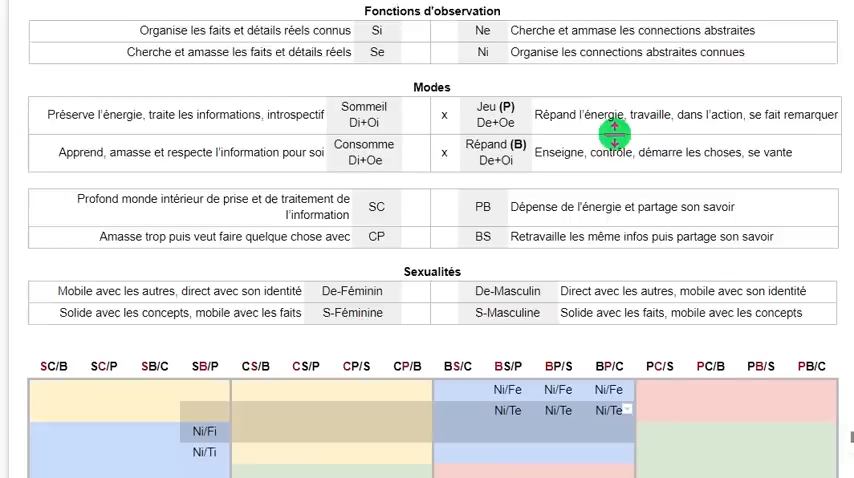 Fonctions d'observation
Organise les faits et détails réels connus Si Ne Cherche et ammase les connections abstraites
Cherche et amasse les faits et détails réels Se Ni Organise les connections abstraites connues
Modes
Préserve l'énergie, traite les informations, introspectif Sommeil Di+Oi x Jeu (P) De+Oe Répand l'énergie, travaille, dans l'action, se fait remarquer
Apprend, amasse et respecte l'information pour soi Consomme Di+Oe x Répand (B) De+Oi Enseigne, contrôle, démarre les choses, se vante
Profond monde intérieur de prise et de traitement de l'information SC PB Dépense de l'énergie et partage son savoir
Amasse trop puis veut faire quelque chose avec CP BS Retravaille les même infos puis partage son savoir
Sexualités
Mobile avec les autres, direct avec son identité De-Féminin De-Masculin Direct avec les autres, mobile avec son identité
Solide avec les concepts, mobile avec les faits S-Féminine S-Masculine Solide avec les faits, mobile avec les concepts
SC/B SC/P SB/C SB/P CS/B CS/P CP/S CP/B BS/C BS/P BP/S BP/C PC/S PC/B PB/S PB/C
Ni/Fe Ni/Fe Ni/Fe
Ni/Te Ni/Te Ni/Te
Ni/Fi
Ni/Ti